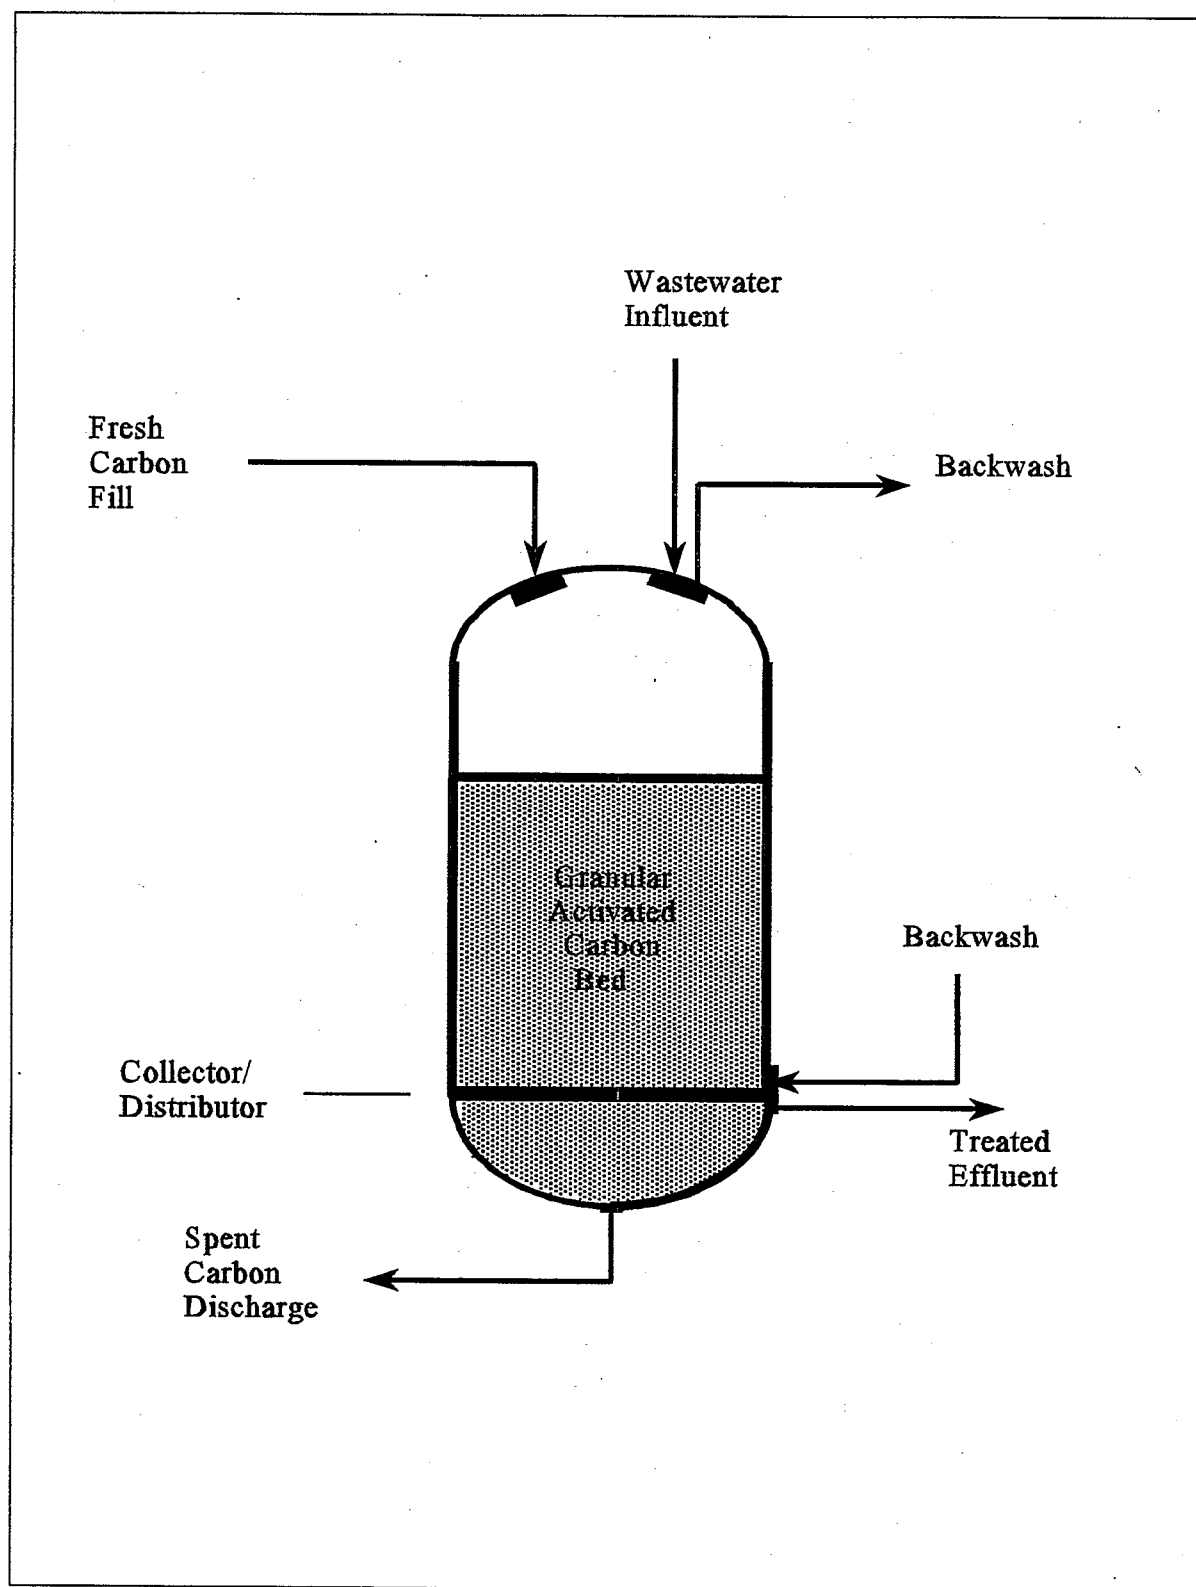 Wastewater
Influent
Fresh
Carbon
Fill
Backwash
Granular
Activated
Carbon
Bed
Backwash
Collector/
Distributor
Treated
Effluent
Spent
Carbon
Discharge